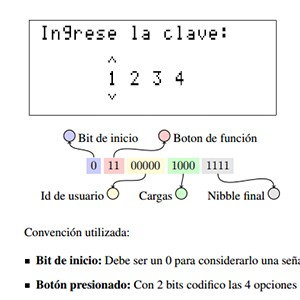 Ingrese la clave:
1 2 3 4
Bit de inicio Boton de función
0 11 00000 1000 1111
Id de usuario Cargas Nibble final
Convención utilizada:
Bit de inicio: Debe ser un 0 para considerarlo una
Botón presionado: Con 2 bits codifico las 4 opciones